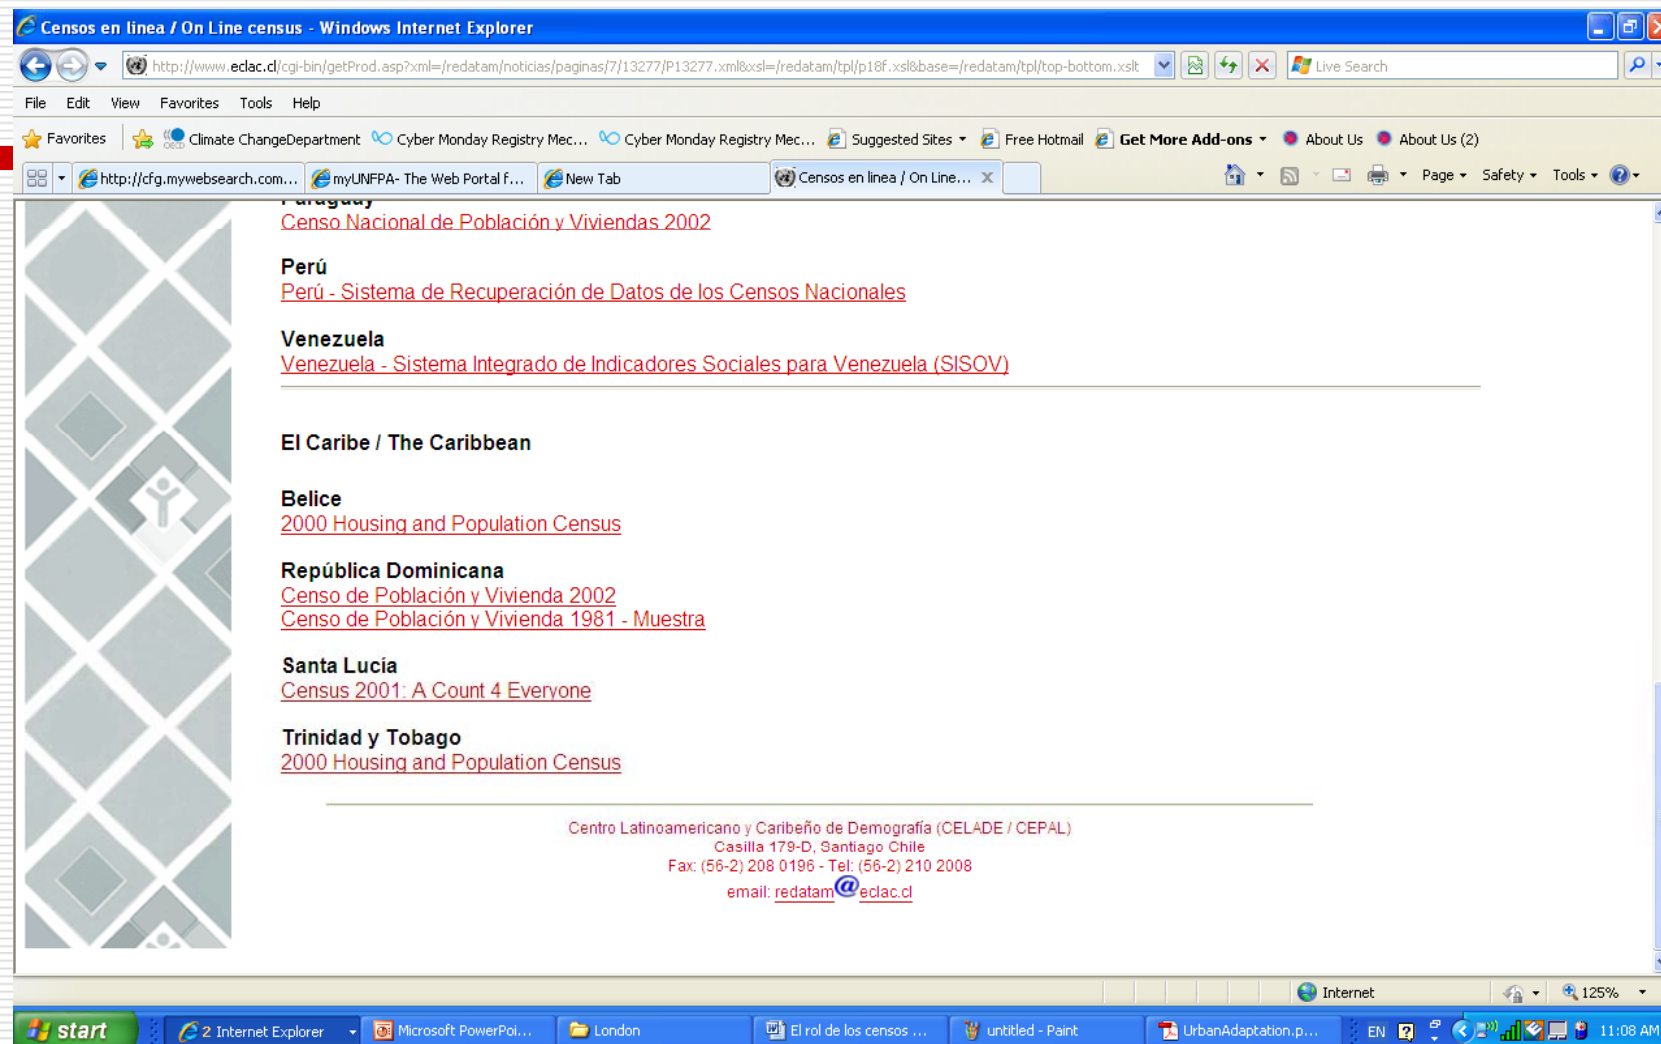 Censos en linea / On Line census - Windows Internet Explorer
http://www.eclac.cl/cgi-bin/getProd.asp?xml=/redatam/noticias/paginas/7/13277/P13277.xml&xsl=/redatam/tpl/p18f.xsl&base=/redatam/tpl/top-bottom.xslt
Live Search
File Edit View Favorites Tools Help
Favorites Climate ChangeDepartment Cyber Monday Registry Mec... Cyber Monday Registry Mec... Suggested Sites Free Hotmail Get More Add-ons About Us About Us (2)
http://cfg.mywebsearch.com... myUNFPA- The Web Portal f... New Tab Censos en linea / On Line... X Page Safety Tools
Paraguay
Censo Nacional de Población y Viviendas 2002
Perú
Perú - Sistema de Recuperación de Datos de los Censos Nacionales
Venezuela
Venezuela - Sistema Integrado de Indicadores Sociales para Venezuela (SISOV)
El Caribe / The Caribbean
Belice
2000 Housing and Population Census
República Dominicana
Censo de Población y Vivienda 2002
Censo de Población y Vivienda 1981 - Muestra
Santa Lucía
Census 2001: A Count 4 Everyone
Trinidad y Tobago
2000 Housing and Population Census
Centro Latinoamericano y Caribeño de Demografía (CELADE / CEPAL)
Casilla 179-D, Santiago Chile
Fax: (56-2) 208 0196 - Tel: (56-2) 210 2008
email: redatam@eclac.cl
Internet 125%
start 2 Internet Explorer Microsoft PowerPoi... London El rol de los censos ... untitled - Paint UrbanAdaptation.p... EN 11:08 AM